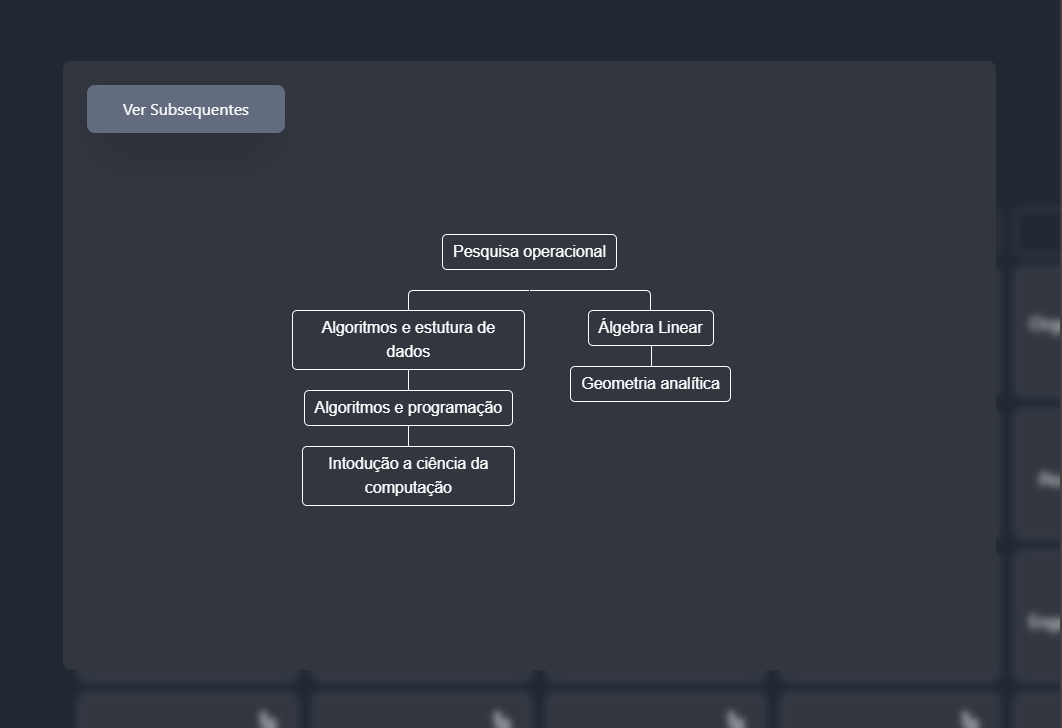 Ver Subsequentes
Pesquisa operacional
Algoritmos e estutura de
dados
Álgebra Linear
Geometria analítica
Algoritmos e programação
Intodução a ciência da
computação